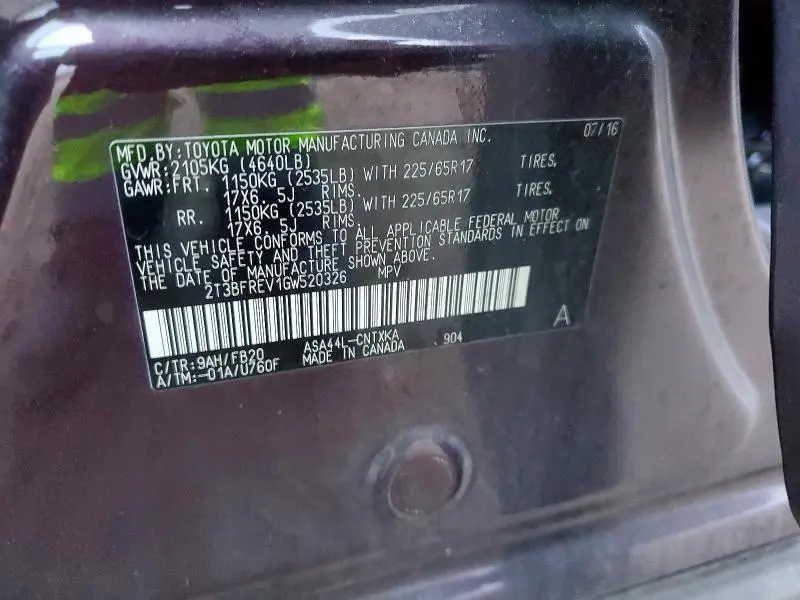 MFD.BY:TOYOTA MOTOR MANUFACTURING CANADA INC. 07/16
GVWR:2105KG (4640LB)
GAWR:FRT. 1150KG (2535LB) WITH 225/65R17 TIRES,
17X6. 5J RIMS.
RR. 1150KG (2535LB) WITH 225/65R17 TIRES,
17X6. 5J RIMS.
THIS VEHICLE CONFORMS TO ALL APPLICABLE FEDERAL MOTOR
VEHICLE SAFETY AND THEFT PREVENTION STANDARDS IN EFFECT ON
THE DATE OF MANUFACTURE SHOWN ABOVE.
2T3BFREV1GW520326 MPV
A
C/TR:9AH/FB20 ASA44L-CNTXKA 904
A/TM:-01A/U760F MADE IN CANADA